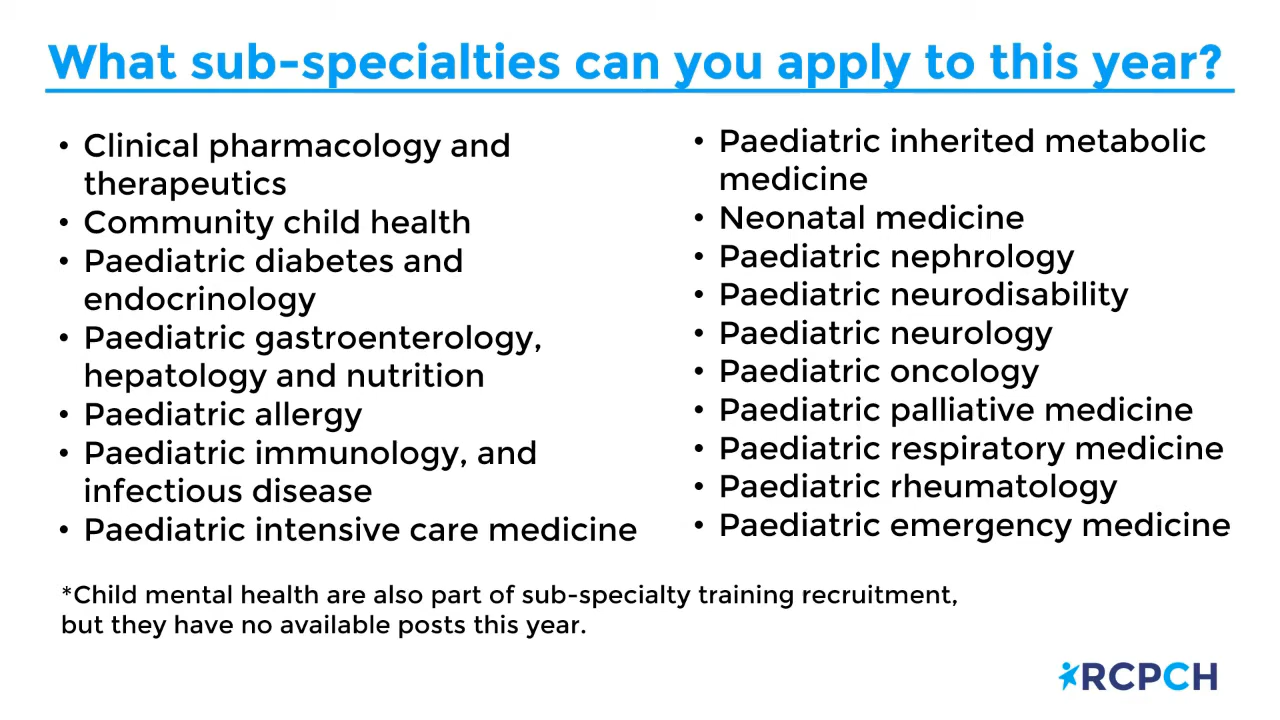 What sub-specialties can you apply to this year?
• Clinical pharmacology and
therapeutics
• Community child health
• Paediatric diabetes and
endocrinology
• Paediatric gastroenterology,
hepatology and nutrition
• Paediatric allergy
• Paediatric immunology, and
infectious disease
• Paediatric intensive care medicine
• Paediatric inherited metabolic
medicine
• Neonatal medicine
• Paediatric nephrology
• Paediatric neurodisability
• Paediatric neurology
• Paediatric oncology
• Paediatric palliative medicine
• Paediatric respiratory medicine
• Paediatric rheumatology
• Paediatric emergency medicine
*Child mental health are also part of sub-specialty training recruitment,
but they have no available posts this year.
RCPCH